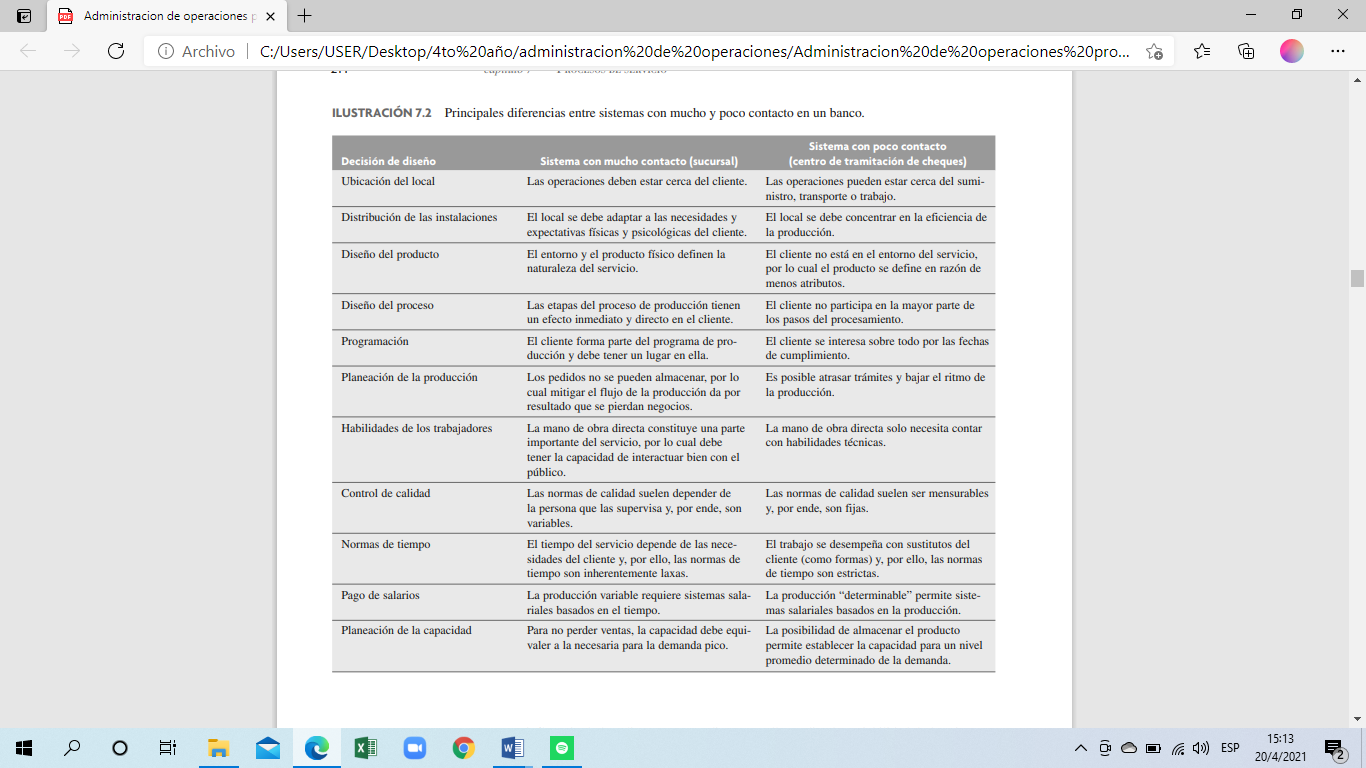 Administracion de operaciones p
Archivo
C:/Users/USER/Desktop/4to%20año/administracion%20de%20operaciones/Administracion%20de%20operaciones%20pro...
ILUSTRACIÓN 7.2 Principales diferencias entre sistemas con mucho y poco contacto en un banco.
Decisión de diseño
Sistema con mucho contacto (sucursal)
Sistema con poco contacto
(centro de tramitación de cheques)
Ubicación del local
Las operaciones deben estar cerca del cliente.
Las operaciones pueden estar cerca del sumi-
nistro, transporte o trabajo.
Distribución de las instalaciones
El local se debe adaptar a las necesidades y
expectativas físicas y psicológicas del cliente.
El local se debe concentrar en la eficiencia de
la producción.
Diseño del producto
El entorno y el producto físico definen la
naturaleza del servicio.
El cliente no está en el entorno del servicio,
por lo cual el producto se define en razón de
menos atributos.
Diseño del proceso
Las etapas del proceso de producción tienen
un efecto inmediato y directo en el cliente.
El cliente no participa en la mayor parte de
los pasos del procesamiento.
Programación
El cliente forma parte del programa de pro-
ducción y debe tener un lugar en ella.
El cliente se interesa sobre todo por las fechas
de cumplimiento.
Planeación de la producción
Los pedidos no se pueden almacenar, por lo
cual mitigar el flujo de la producción da por
resultado que se pierdan negocios.
Es posible atrasar trámites y bajar el ritmo de
la producción.
Habilidades de los trabajadores
La mano de obra directa constituye una parte
importante del servicio, por lo cual debe
tener la capacidad de interactuar bien con el
público.
La mano de obra directa solo necesita contar
con habilidades técnicas.
Control de calidad
Las normas de calidad suelen depender de
la persona que las supervisa y, por ende, son
variables.
Las normas de calidad suelen ser mensurables
y, por ende, son fijas.
Normas de tiempo
El tiempo del servicio depende de las nece-
sidades del cliente y, por ello, las normas de
tiempo son inherentemente laxas.
El trabajo se desempeña con sustitutos del
cliente (como formas) y, por ello, las normas
de tiempo son estrictas.
Pago de salarios
La producción variable requiere sistemas sala-
riales basados en el tiempo.
La producción “determinable” permite siste-
mas salariales basados en la producción.
Planeación de la capacidad
Para no perder ventas, la capacidad debe equi-
valer a la necesaria para la demanda pico.
La posibilidad de almacenar el producto
permite establecer la capacidad para un nivel
promedio determinado de la demanda.
ESP
15:13
20/4/2021
2